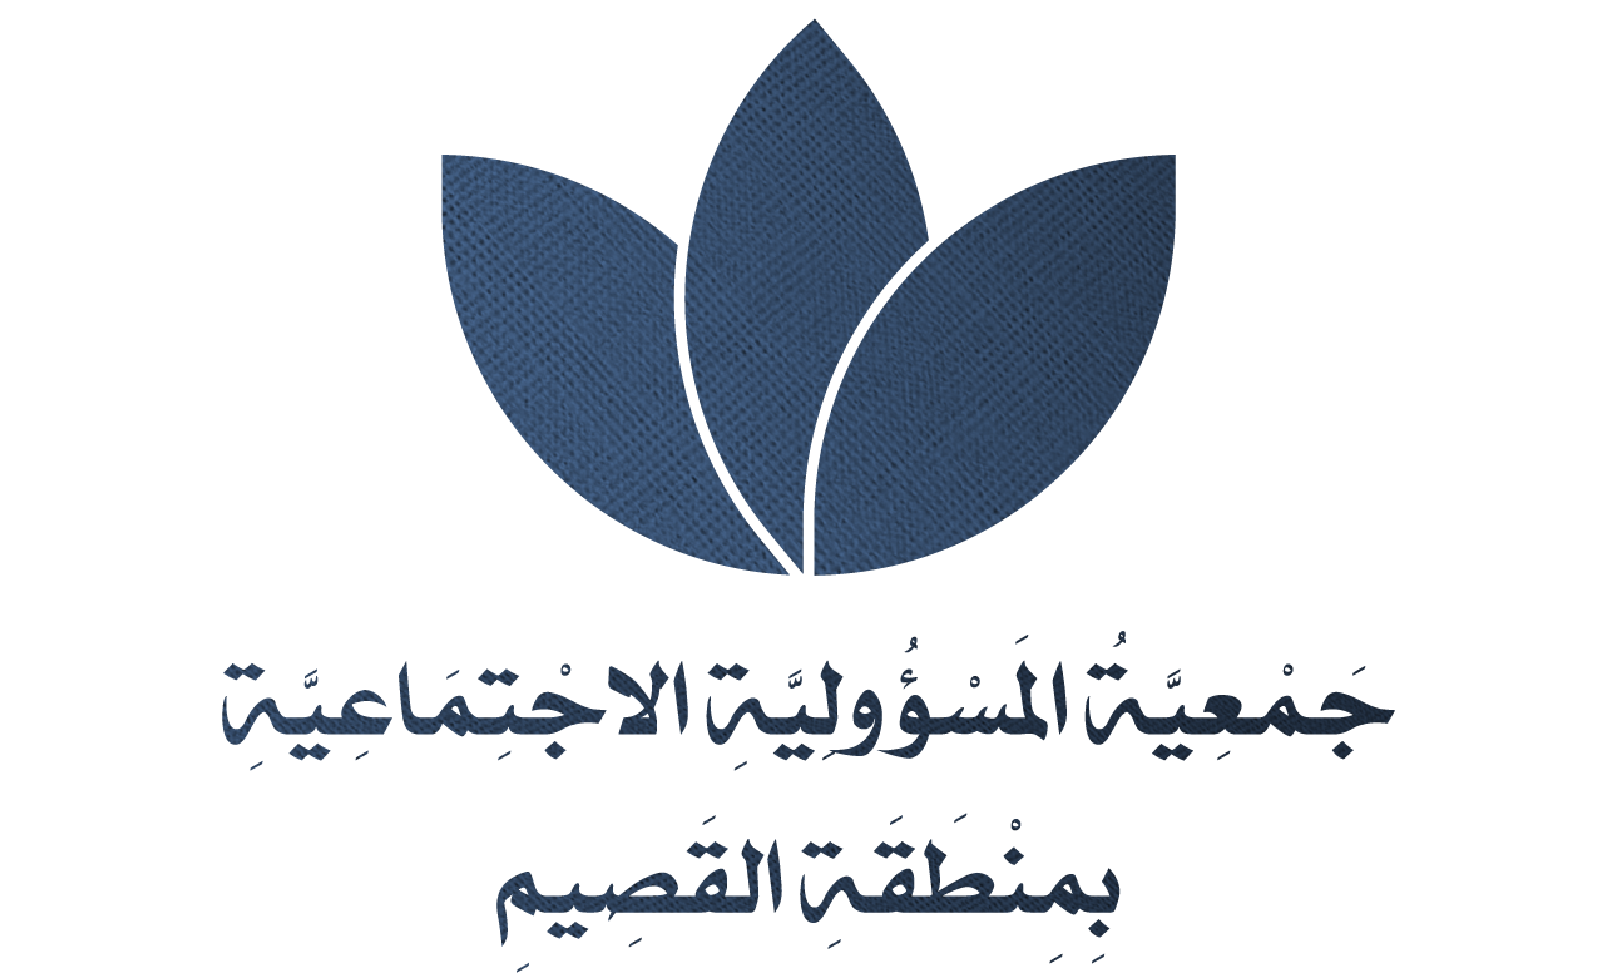 جَمْعِيَّةُ المَسْؤُولِيَّةِ الاجْتِمَاعِيَّةِ
بِمِنْطَقَةِ القَصِيمِ